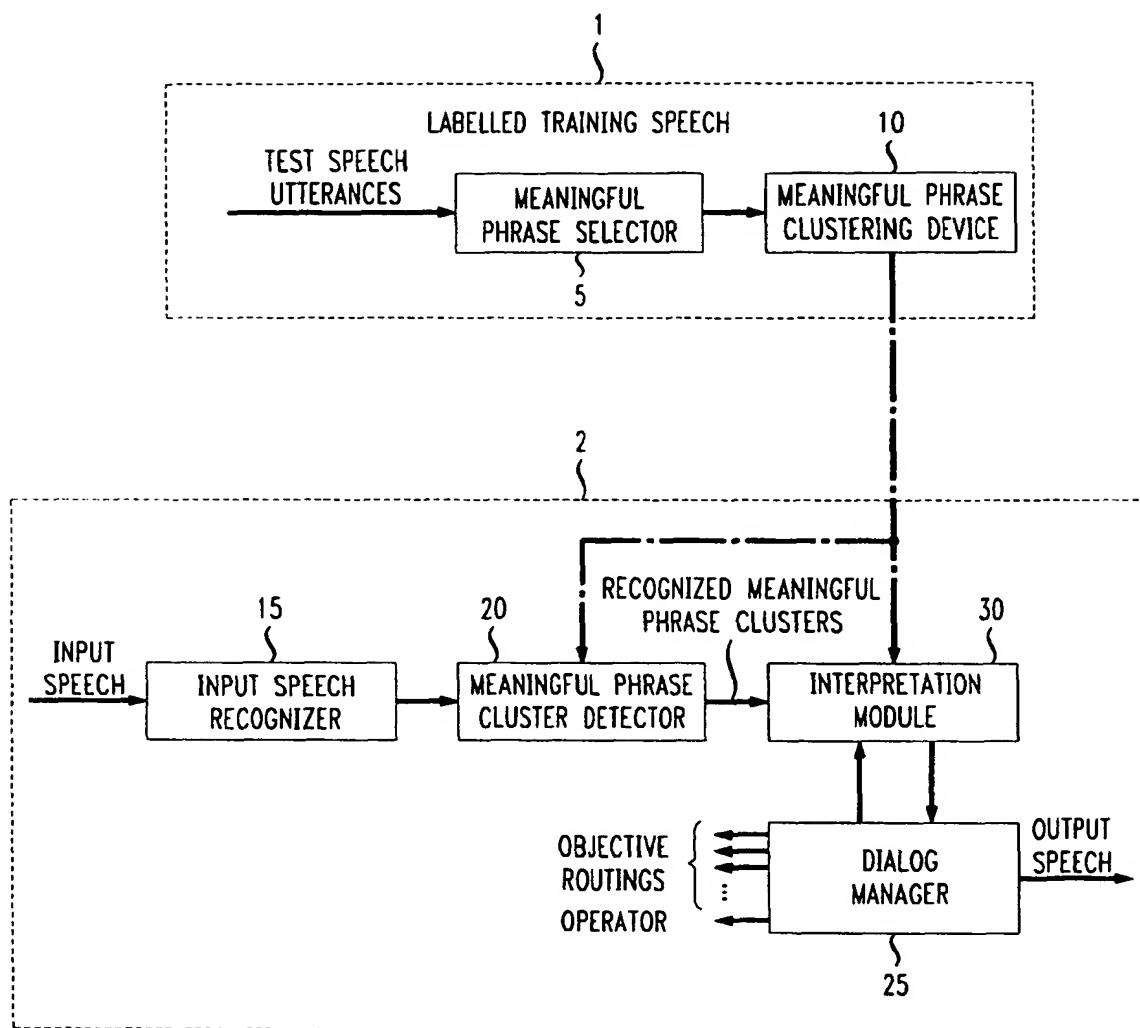 1
LABELLED TRAINING SPEECH
10
TEST SPEECH
UTTERANCES
MEANINGFUL
PHRASE SELECTOR
MEANINGFUL PHRASE
CLUSTERING DEVICE
5
2
RECOGNIZED MEANINGFUL
PHRASE CLUSTERS
15
20
30
INPUT
SPEECH
INPUT SPEECH
RECOGNIZER
MEANINGFUL PHRASE
CLUSTER DETECTOR
INTERPRETATION
MODULE
OBJECTIVE
ROUTINGS
...
OPERATOR
DIALOG
MANAGER
OUTPUT
SPEECH
25